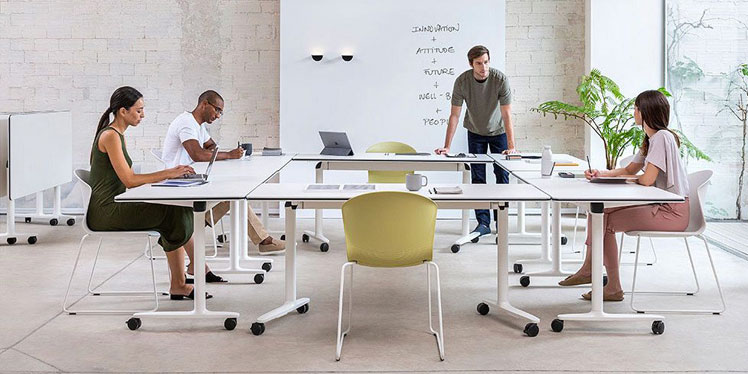 INNOVATION
+
ATTITUDE
+
FUTURE
+
WELL-B
+
PEOP